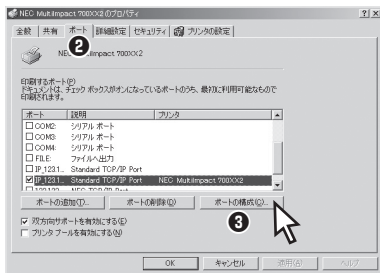 NEC MultiImpact 700XX2のプロパティ
全般 共有 ポート 詳細設定 セキュリティ プリンタの設定
2
NEC MultiImpact 700XX2
印刷するポート(P)
ドキュメントは、チェック ボックスがオンになっているポートのうち、最初に利用可能なもので
印刷されます。
ポート 説明 プリンタ
COM2: シリアル ポート
COM3: シリアル ポート
COM4: シリアル ポート
FILE: ファイルへ出力
IP_123.1... Standard TCP/IP Port
IP_123.1... Standard TCP/IP Port NEC MultiImpact 700XX2
ポートの追加(T)... ポートの削除(D) ポートの構成(C)...
3
双方向サポートを有効にする(E)
プリンタ プールを有効にする(N)
OK キャンセル 適用(A) ヘルプ